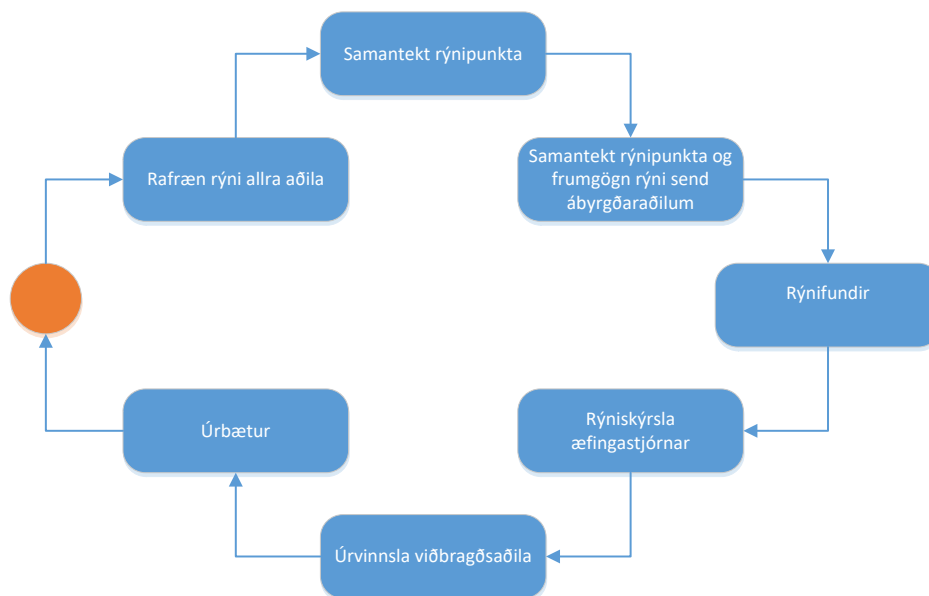 Samantekt rýnipunkta
Rafræn rýni allra aðila
Samantekt rýnipunkta og
frumgögn rýni send
ábyrgðaraðilum
Rýnifundir
Rýniskýrsla
æfingastjórnar
Úrvinnsla viðbragðsaðila
Úrbætur